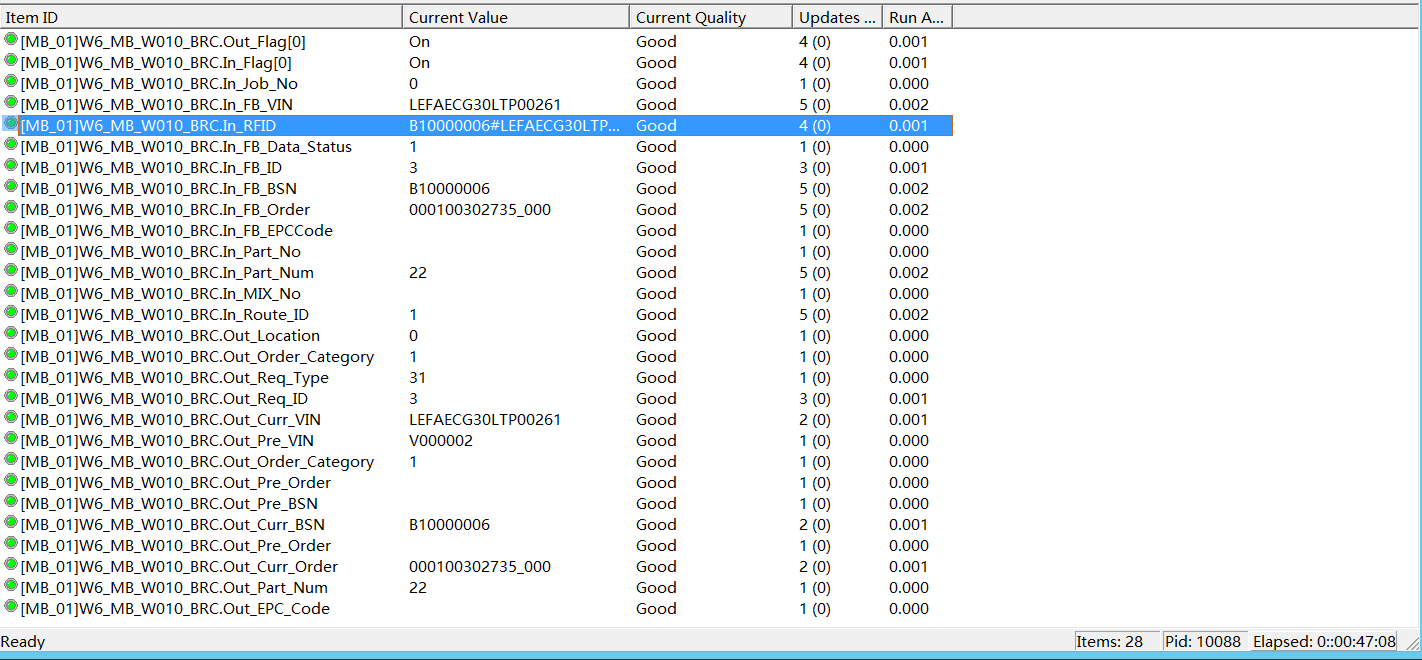 Item ID Current Value Current Quality Updates ... Run A...
[MB_01]W6_MB_W010_BRC.Out_Flag[0] On Good 4 (0) 0.001
[MB_01]W6_MB_W010_BRC.In_Flag[0] On Good 4 (0) 0.001
[MB_01]W6_MB_W010_BRC.In_Job_No 0 Good 1 (0) 0.000
[MB_01]W6_MB_W010_BRC.In_FB_VIN LEFAECG30LTP00261 Good 5 (0) 0.002
[MB_01]W6_MB_W010_BRC.In_RFID B10000006#LEFAECG30LTP... Good 4 (0) 0.001
[MB_01]W6_MB_W010_BRC.In_FB_Data_Status 1 Good 1 (0) 0.000
[MB_01]W6_MB_W010_BRC.In_FB_ID 3 Good 3 (0) 0.001
[MB_01]W6_MB_W010_BRC.In_FB_BSN B10000006 Good 5 (0) 0.002
[MB_01]W6_MB_W010_BRC.In_FB_Order 000100302735_000 Good 5 (0) 0.002
[MB_01]W6_MB_W010_BRC.In_FB_EPCCode Good 1 (0) 0.000
[MB_01]W6_MB_W010_BRC.In_Part_No Good 1 (0) 0.000
[MB_01]W6_MB_W010_BRC.In_Part_Num 22 Good 5 (0) 0.002
[MB_01]W6_MB_W010_BRC.In_MIX_No Good 1 (0) 0.000
[MB_01]W6_MB_W010_BRC.In_Route_ID 1 Good 5 (0) 0.002
[MB_01]W6_MB_W010_BRC.Out_Location 0 Good 1 (0) 0.000
[MB_01]W6_MB_W010_BRC.Out_Order_Category 1 Good 1 (0) 0.000
[MB_01]W6_MB_W010_BRC.Out_Req_Type 31 Good 1 (0) 0.000
[MB_01]W6_MB_W010_BRC.Out_Req_ID 3 Good 3 (0) 0.001
[MB_01]W6_MB_W010_BRC.Out_Curr_VIN LEFAECG30LTP00261 Good 2 (0) 0.001
[MB_01]W6_MB_W010_BRC.Out_Pre_VIN V000002 Good 1 (0) 0.000
[MB_01]W6_MB_W010_BRC.Out_Order_Category 1 Good 1 (0) 0.000
[MB_01]W6_MB_W010_BRC.Out_Pre_Order Good 1 (0) 0.000
[MB_01]W6_MB_W010_BRC.Out_Pre_BSN Good 1 (0) 0.000
[MB_01]W6_MB_W010_BRC.Out_Curr_BSN B10000006 Good 2 (0) 0.001
[MB_01]W6_MB_W010_BRC.Out_Pre_Order Good 1 (0) 0.000
[MB_01]W6_MB_W010_BRC.Out_Curr_Order 000100302735_000 Good 2 (0) 0.001
[MB_01]W6_MB_W010_BRC.Out_Part_Num 22 Good 1 (0) 0.000
[MB_01]W6_MB_W010_BRC.Out_EPC_Code Good 1 (0) 0.000
Ready Items: 28 Pid: 10088 Elapsed: 0::00:47:08